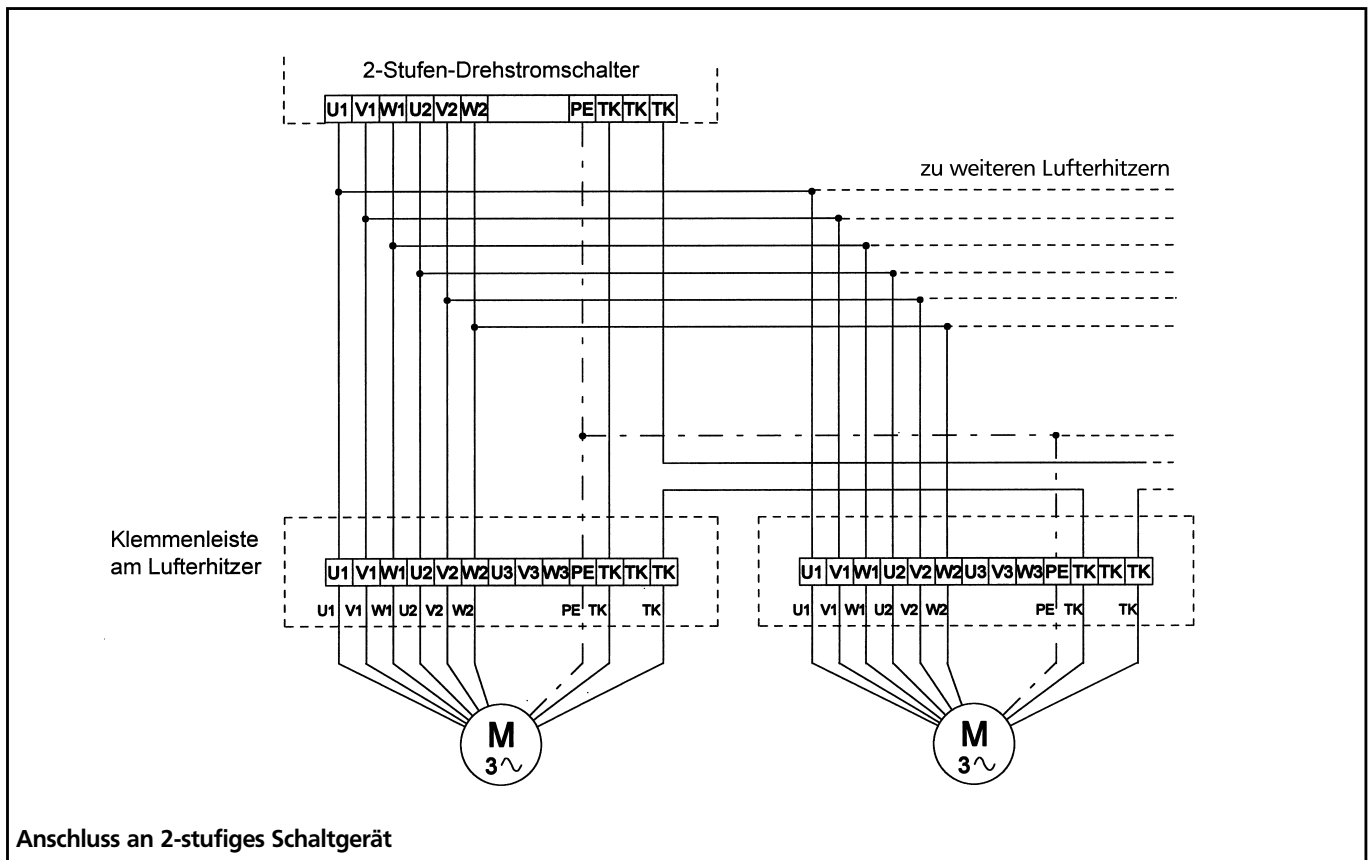 2-Stufen-Drehstromschalter
U1 V1 W1 U2 V2 W2 PE TK TK TK
zu weiteren Lufterhitzern
Klemmenleiste
am Lufterhitzer
U1 V1 W1 U2 V2 W2 U3 V3 W3 PE TK TK TK
U1 V1 W1 U2 V2 W2 PE TK TK
M
3~
U1 V1 W1 U2 V2 W2 U3 V3 W3 PE TK TK TK
U1 V1 W1 U2 V2 W2 PE TK TK
M
3~
Anschluss an 2-stufiges Schaltgerät